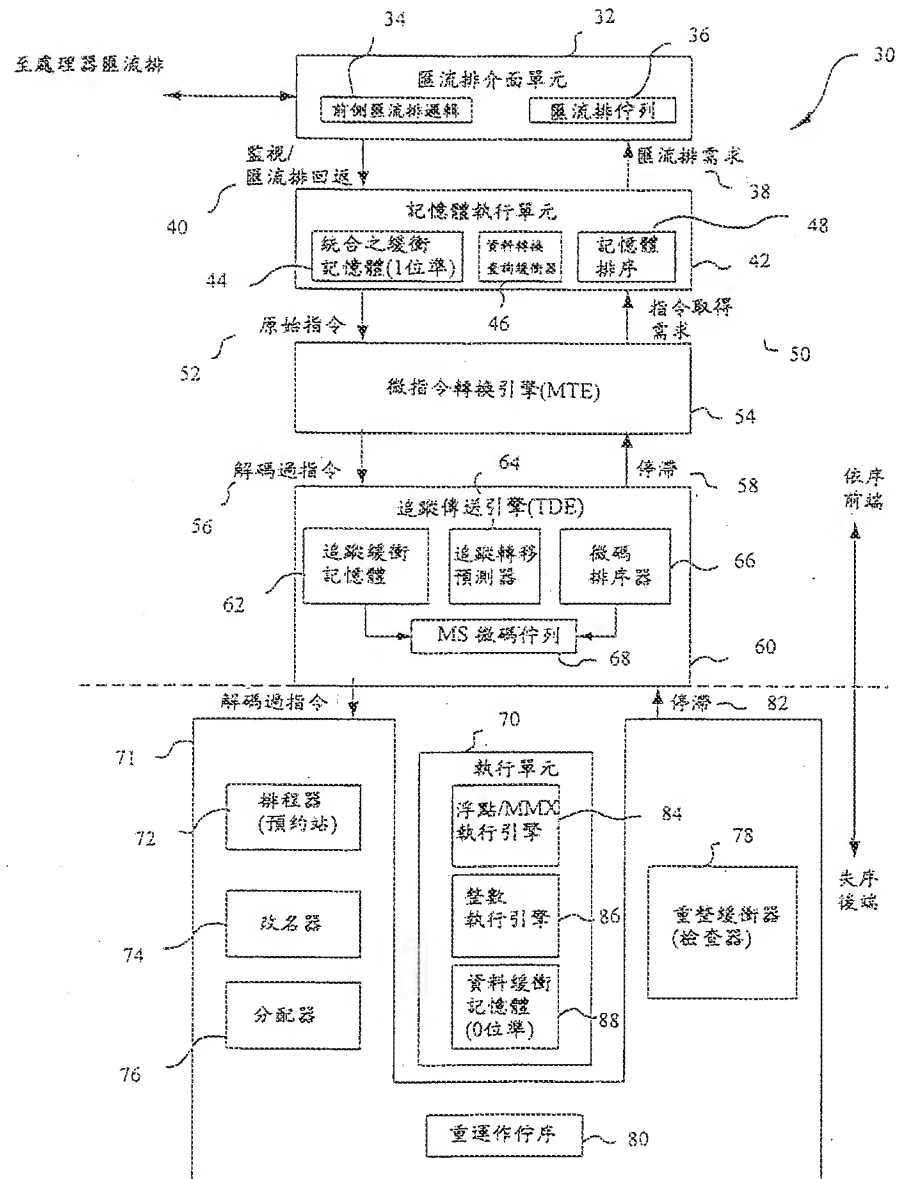 34
32
36
30
至處理器匯流排
匯流排介面單元
前側匯流排邏輯
匯流排佇列
監視/
匯流排回返
匯流排需求
40
38
記憶體執行單元
48
統合之緩衝
記憶體(1位準)
資料轉換
查詢緩衝器
記憶體
排序
44
42
46
原始指令
指令取得
需求
52
50
微指令轉換引擎(MTE)
54
解碼過指令
64
停滯
58
依序
前端
56
追蹤傳送引擎(TDE)
追蹤緩衝
記憶體
追蹤轉移
預測器
微碼
排序器
66
62
MS 微碼佇列
68
60
解碼過指令
停滯
82
71
70
執行單元
排程器
(預約站)
浮點/MMX
執行引擎
84
72
78
失序
後端
改名器
整數
執行引擎
86
重整緩衝器
(檢查器)
74
分配器
資料緩衝
記憶體
(0位準)
88
76
重運作佇序
80